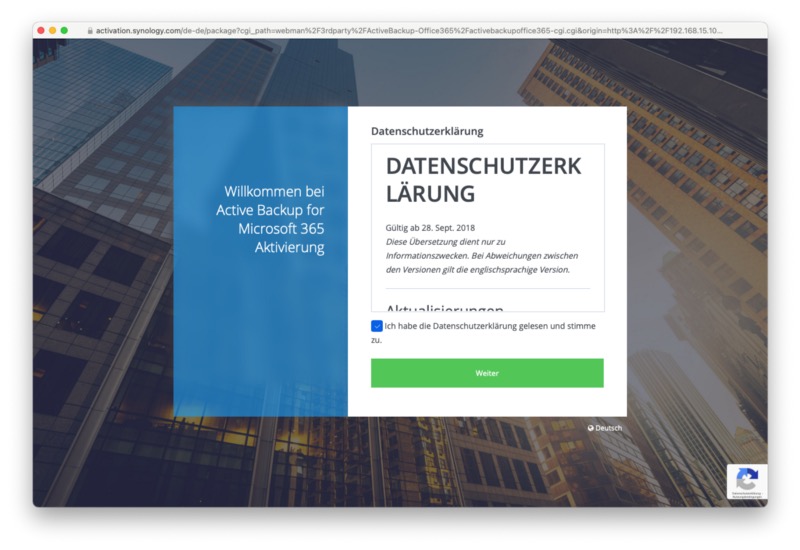 activation.synology.com/de-de/package?cgi_path=webman%2F3rdparty%2FActiveBackup-Office365%2Factivebackupoffice365-cgi.cgi&origin=http%3A%2F%2F192.168.15.10...
Willkommen bei
Active Backup for
Microsoft 365
Aktivierung
Datenschutzerklärung
DATENSCHUTZERK
LÄRUNG
Gültig ab 28. Sept. 2018
Diese Übersetzung dient nur zu
Informationszwecken. Bei Abweichungen zwischen
den Versionen gilt die englischsprachige Version.
Aktualisierungen
Ich habe die Datenschutzerklärung gelesen und stimme
zu.
Weiter
Deutsch